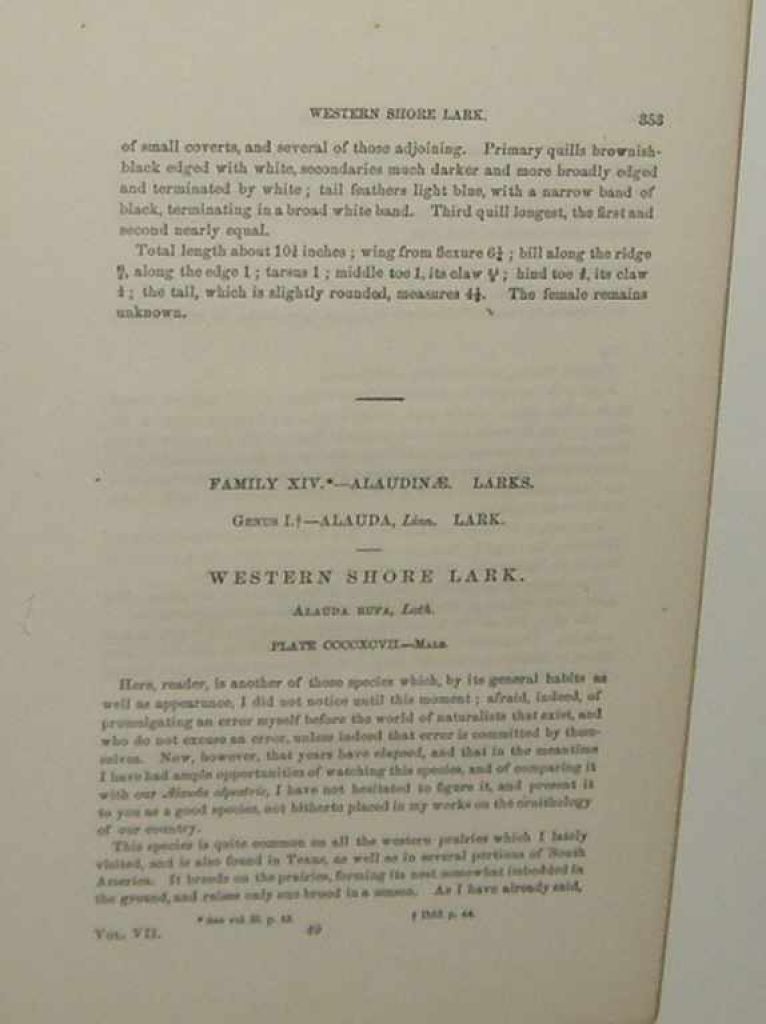 WESTERN SHORE LARK. 353
of small coverts, and several of those adjoining. Primary quills brownish-
black edged with white, secondaries much darker and more broadly edged
and terminated by white; tail feathers light blue, with a narrow band of
black, terminating in a broad white band. Third quill longest, the first and
second nearly equal.
Total length about 10½ inches; wing from flexure 6¼; bill along the ridge
along the edge 1; tarsus 1; middle toe 1, its claw ; hind toe , its claw
; the tail, which is slightly rounded, measures 4½. The female remains
unknown.
FAMILY XIV.*—ALAUDINÆ. LARKS.
GENUS I.†—ALAUDA, Linn. LARK.
WESTERN SHORE LARK.
ALAUDA RUFA, Lath.
PLATE CCCCXCVII.—MALE.
Here, reader, is another of those species which, by its general habits as
well as appearance, I did not notice until this moment; afraid, indeed, of
promulgating an error myself before the world of naturalists that exist, and
who do not excuse an error, unless indeed that error is committed by them-
selves. Now, however, that years have elapsed, and that in the meantime
I have had ample opportunities of watching this species, and of comparing it
with our Alauda alpestris, I have not hesitated to figure it, and present it
to you as a good species, not hitherto placed in my works on the ornithology
of our country.
This species is quite common on all the western prairies which I lately
visited, and is also found in Texas, as well as in several portions of South
America. It breeds on the prairies, forming its nest somewhat imbedded in
the ground, and raises only one brood in a season. As I have already said,
* See vol. iii. p. † Ibid p. 44.
VOL. VII. 49